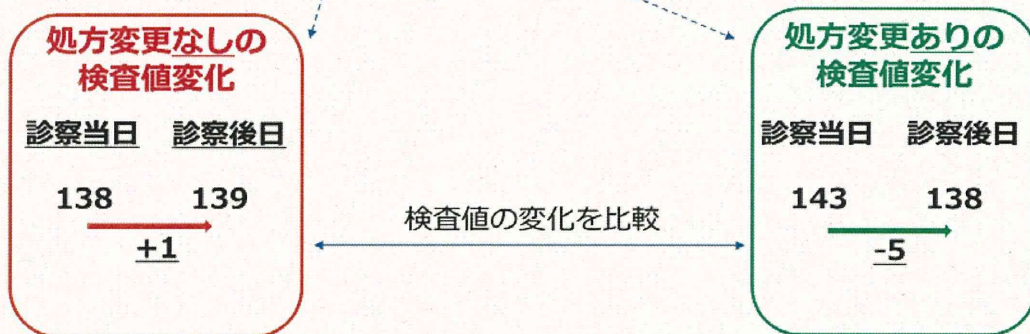 処方変更なしの
検査値変化
診察当日 診察後日
138 139
+1
検査値の変化を比較
処方変更ありの
検査値変化
診察当日 診察後日
143 138
-5